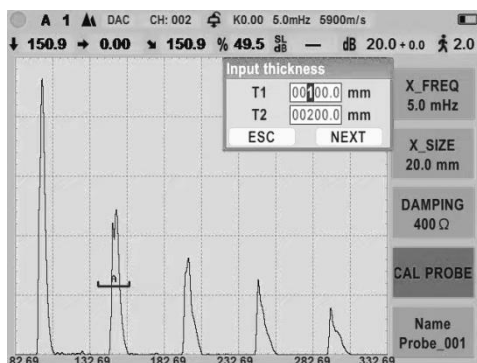 A 1 DAC CH: 002 K0.00 5.0mHz 5900m/s
150.9 0.00 150.9 % 49.5 SL dB — dB 20.0 + 0.0 2.0
Input thickness
T1 00100.0 mm
T2 00200.0 mm
ESC NEXT
X_FREQ
5.0 mHz
X_SIZE
20.0 mm
DAMPING
400 Ω
CAL PROBE
Name
Probe_001
82.69 132.69 182.69 232.69 282.69 332.69